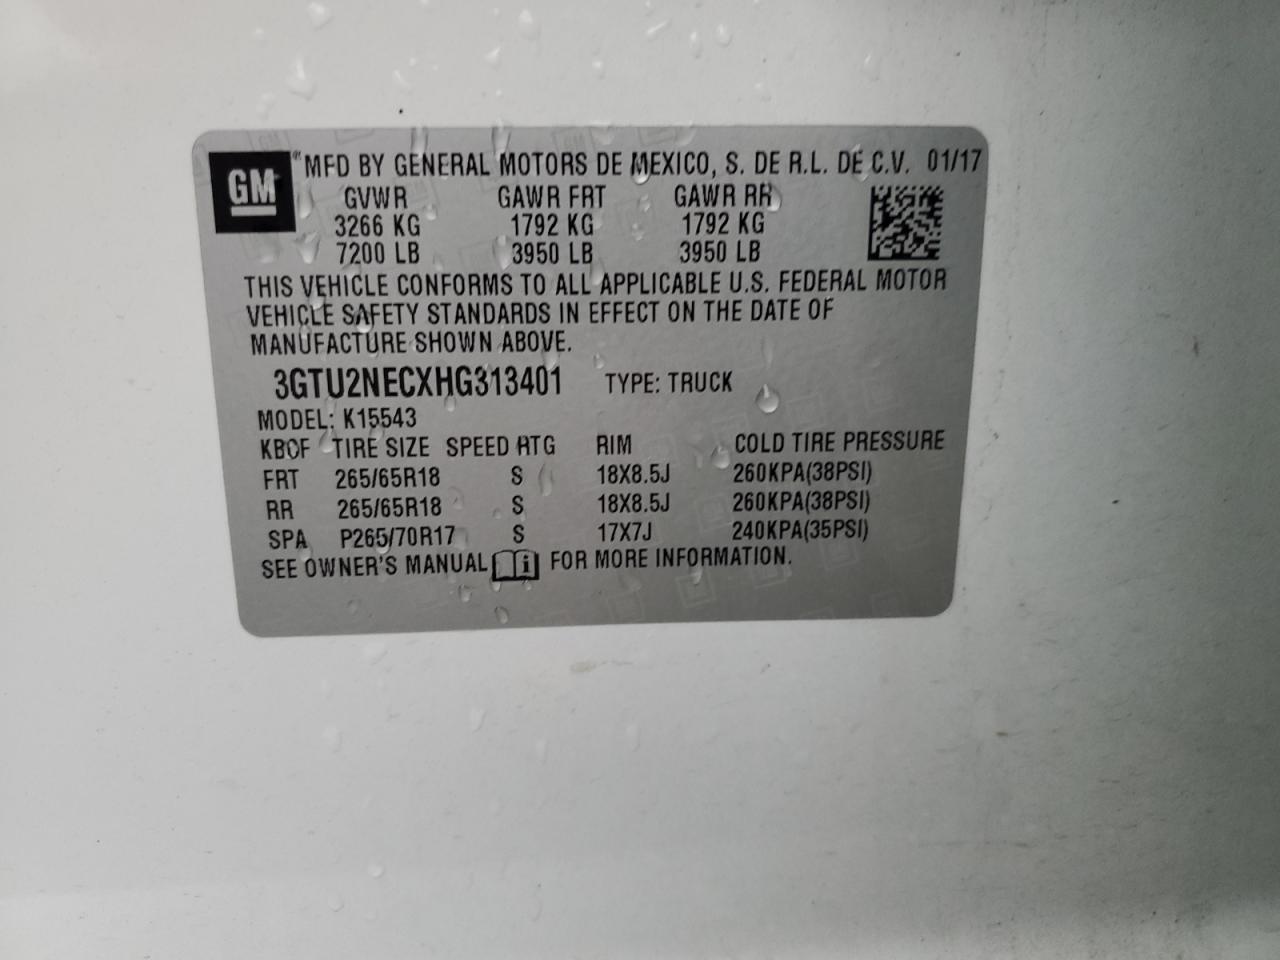 GM MFD BY GENERAL MOTORS DE MEXICO, S. DE R.L. DE C.V. 01/17
GVWR GAWR FRT GAWR RR
3266 KG 1792 KG 1792 KG
7200 LB 3950 LB 3950 LB
THIS VEHICLE CONFORMS TO ALL APPLICABLE U.S. FEDERAL MOTOR
VEHICLE SAFETY STANDARDS IN EFFECT ON THE DATE OF
MANUFACTURE SHOWN ABOVE.
3GTU2NECXHG313401 TYPE: TRUCK
MODEL: K15543
KBOF TIRE SIZE SPEED RTG RIM COLD TIRE PRESSURE
FRT 265/65R18 S 18X8.5J 260KPA(38PSI)
RR 265/65R18 S 18X8.5J 260KPA(38PSI)
SPA P265/70R17 S 17X7J 240KPA(35PSI)
SEE OWNER'S MANUAL i FOR MORE INFORMATION.